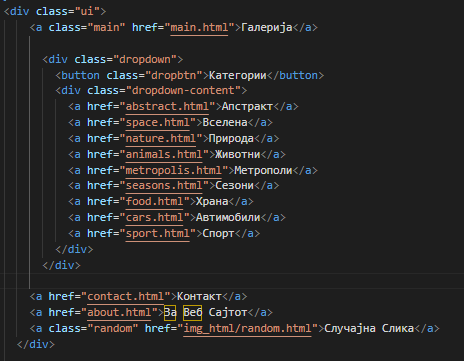 <div class="ui">
<a class="main" href="main.html">Галерија</a>
<div class="dropdown">
<button class="dropbtn">Категории</button>
<div class="dropdown-content">
<a href="abstract.html">Апстракт</a>
<a href="space.html">Вселена</a>
<a href="nature.html">Природа</a>
<a href="animals.html">Животни</a>
<a href="metropolis.html">Метрополи</a>
<a href="seasons.html">Сезони</a>
<a href="food.html">Храна</a>
<a href="cars.html">Автимобили</a>
<a href="sport.html">Спорт</a>
</div>
</div>
<a href="contact.html">Контакт</a>
<a href="about.html">За Веб Сајтот</a>
<a class="random" href="img_html/random.html">Случајна Слика</a>
</div>